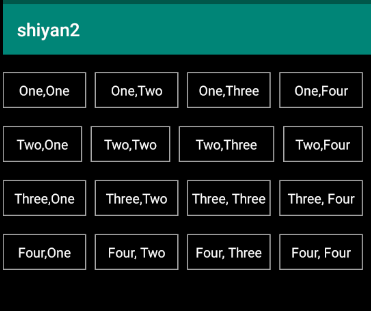 shiyan2
One,One One,Two One,Three One,Four
Two,One Two,Two Two,Three Two,Four
Three,One Three,Two Three, Three Three, Four
Four,One Four, Two Four, Three Four, Four